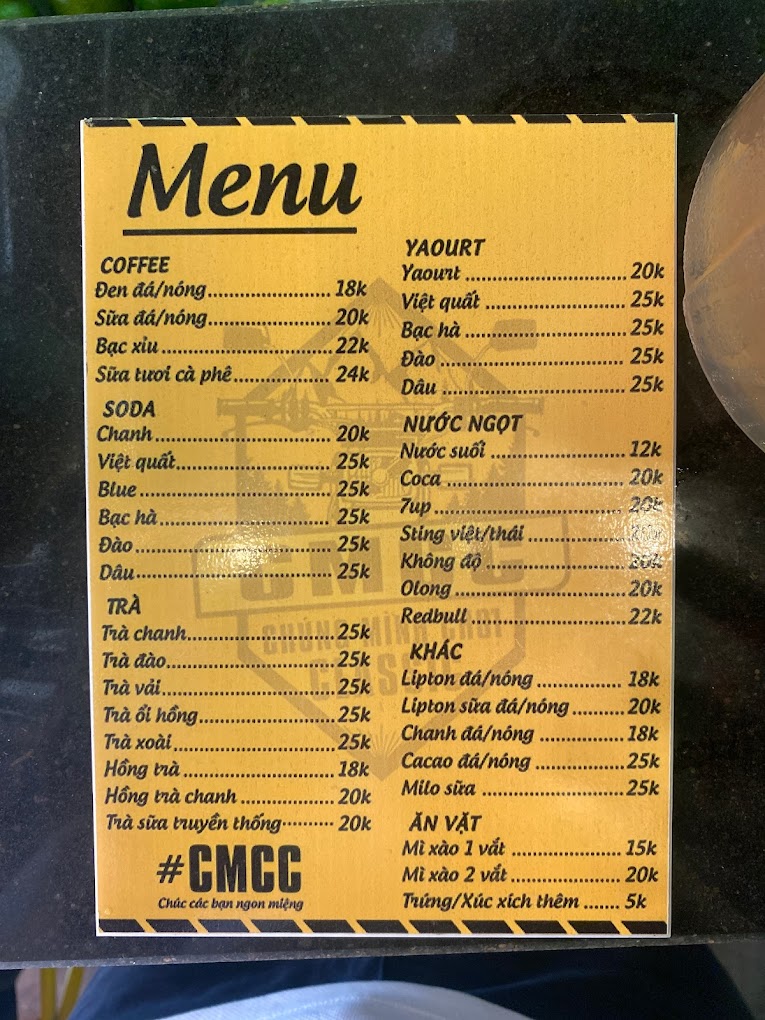 Menu
COFFEE
Đen đá/nóng 18k
Sữa đá/nóng 20k
Bạc xỉu 22k
Sữa tươi cà phê 24k
SODA
Chanh 20k
Việt quất 25k
Blue 25k
Bạc hà 25k
Đào 25k
Dâu 25k
TRÀ
Trà chanh 25k
Trà đào 25k
Trà vải 25k
Trà ổi hồng 25k
Trà xoài 25k
Hồng trà 18k
Hồng trà chanh 20k
Trà sữa truyền thống 20k
#CMCC
Chúc các bạn ngon miệng
YAOURT
Yaourt 20k
Việt quất 25k
Bạc hà 25k
Đào 25k
Dâu 25k
NƯỚC NGỌT
Nước suối 12k
Coca 20k
7up 20k
Sting việt/thái
Không độ 20k
Olong 20k
Redbull 22k
KHÁC
Lipton đá/nóng 18k
Lipton sữa đá/nóng 20k
Chanh đá/nóng 18k
Cacao đá/nóng 25k
Milo sữa 25k
ĂN VẶT
Mì xào 1 vắt 15k
Mì xào 2 vắt 20k
Trứng/Xúc xích thêm 5k
CMCC